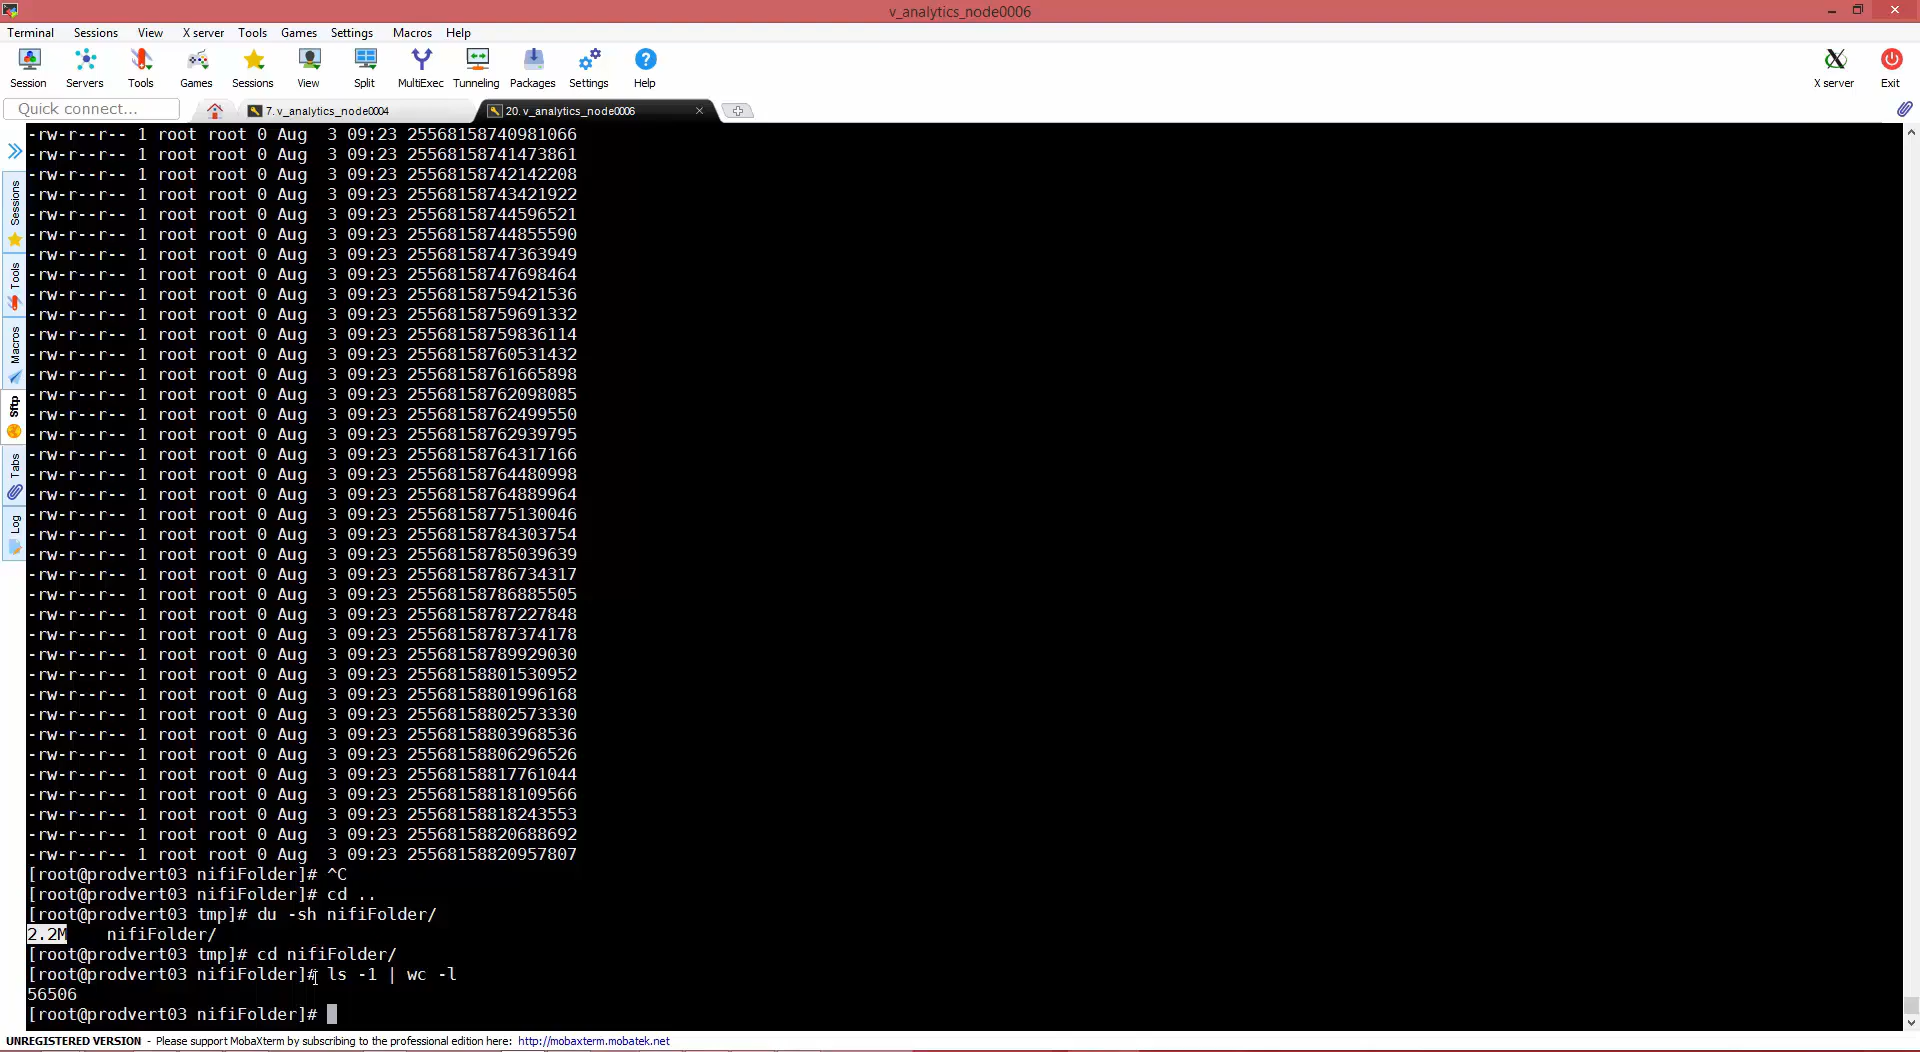 v_analytics_node0006
Terminal Sessions View X server Tools Games Settings Macros Help
Session Servers Tools Games Sessions View Split MultiExec Tunneling Packages Settings Help X server Exit
Quick connect... 7. v_analytics_node0004 20. v_analytics_node0006
Sessions
Tools
Macros
Sftp
Tabs
Log
-rw-r--r-- 1 root root 0 Aug  3 09:23 25568158740981066
-rw-r--r-- 1 root root 0 Aug  3 09:23 25568158741473861
-rw-r--r-- 1 root root 0 Aug  3 09:23 25568158742142208
-rw-r--r-- 1 root root 0 Aug  3 09:23 25568158743421922
-rw-r--r-- 1 root root 0 Aug  3 09:23 25568158744596521
-rw-r--r-- 1 root root 0 Aug  3 09:23 25568158744855590
-rw-r--r-- 1 root root 0 Aug  3 09:23 25568158747363949
-rw-r--r-- 1 root root 0 Aug  3 09:23 25568158747698464
-rw-r--r-- 1 root root 0 Aug  3 09:23 25568158759421536
-rw-r--r-- 1 root root 0 Aug  3 09:23 25568158759691332
-rw-r--r-- 1 root root 0 Aug  3 09:23 25568158759836114
-rw-r--r-- 1 root root 0 Aug  3 09:23 25568158760531432
-rw-r--r-- 1 root root 0 Aug  3 09:23 25568158761665898
-rw-r--r-- 1 root root 0 Aug  3 09:23 25568158762098085
-rw-r--r-- 1 root root 0 Aug  3 09:23 25568158762499550
-rw-r--r-- 1 root root 0 Aug  3 09:23 25568158762939795
-rw-r--r-- 1 root root 0 Aug  3 09:23 25568158764317166
-rw-r--r-- 1 root root 0 Aug  3 09:23 25568158764480998
-rw-r--r-- 1 root root 0 Aug  3 09:23 25568158764889964
-rw-r--r-- 1 root root 0 Aug  3 09:23 25568158775130046
-rw-r--r-- 1 root root 0 Aug  3 09:23 25568158784303754
-rw-r--r-- 1 root root 0 Aug  3 09:23 25568158785039639
-rw-r--r-- 1 root root 0 Aug  3 09:23 25568158786734317
-rw-r--r-- 1 root root 0 Aug  3 09:23 25568158786885505
-rw-r--r-- 1 root root 0 Aug  3 09:23 25568158787227848
-rw-r--r-- 1 root root 0 Aug  3 09:23 25568158787374178
-rw-r--r-- 1 root root 0 Aug  3 09:23 25568158789929030
-rw-r--r-- 1 root root 0 Aug  3 09:23 25568158801530952
-rw-r--r-- 1 root root 0 Aug  3 09:23 25568158801996168
-rw-r--r-- 1 root root 0 Aug  3 09:23 25568158802573330
-rw-r--r-- 1 root root 0 Aug  3 09:23 25568158803968536
-rw-r--r-- 1 root root 0 Aug  3 09:23 25568158806296526
-rw-r--r-- 1 root root 0 Aug  3 09:23 25568158817761044
-rw-r--r-- 1 root root 0 Aug  3 09:23 25568158818109566
-rw-r--r-- 1 root root 0 Aug  3 09:23 25568158818243553
-rw-r--r-- 1 root root 0 Aug  3 09:23 25568158820688692
-rw-r--r-- 1 root root 0 Aug  3 09:23 25568158820957807
[root@prodvert03 nifiFolder]# ^C
[root@prodvert03 nifiFolder]# cd ..
[root@prodvert03 tmp]# du -sh nifiFolder/
2.2M    nifiFolder/
[root@prodvert03 tmp]# cd nifiFolder/
[root@prodvert03 nifiFolder]# ls -1 | wc -l
56506
[root@prodvert03 nifiFolder]#
UNREGISTERED VERSION - Please support MobaXterm by subscribing to the professional edition here: http://mobaxterm.mobatek.net